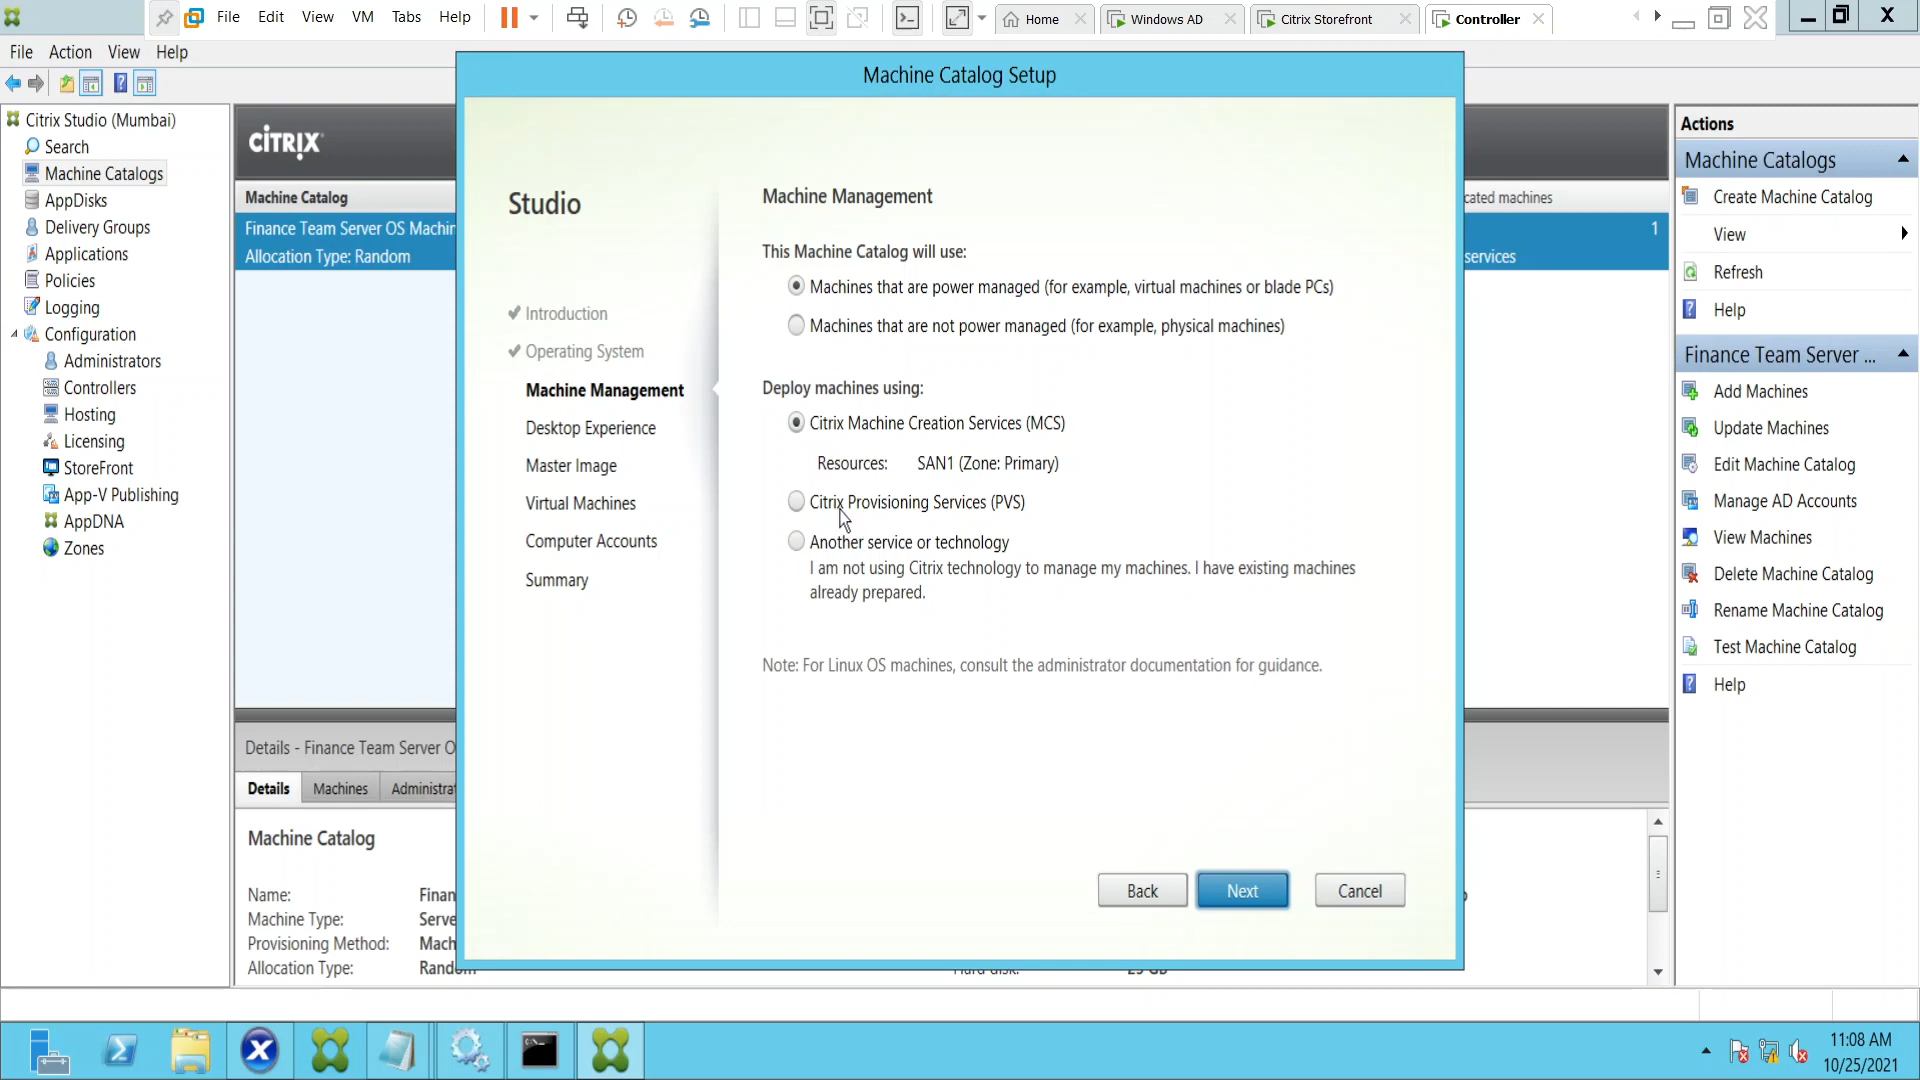 File Edit View VM Tabs Help Home Windows AD Citrix Storefront Controller
File Action View Help
Machine Catalog Setup
Citrix Studio (Mumbai)
Search
Machine Catalogs
AppDisks
Delivery Groups
Applications
Policies
Logging
Configuration
Administrators
Controllers
Hosting
Licensing
StoreFront
App-V Publishing
AppDNA
Zones
CİTRIX
Machine Catalog
Finance Team Server OS Machin
Allocation Type: Random
Details - Finance Team Server O
Details Machines Administrat
Machine Catalog
Name: Finan
Machine Type: Serve
Provisioning Method: Mach
Allocation Type: Random
Studio
Introduction
Operating System
Machine Management
Desktop Experience
Master Image
Virtual Machines
Computer Accounts
Summary
Machine Management
This Machine Catalog will use:
Machines that are power managed (for example, virtual machines or blade PCs)
Machines that are not power managed (for example, physical machines)
Deploy machines using:
Citrix Machine Creation Services (MCS)
Resources: SAN1 (Zone: Primary)
Citrix Provisioning Services (PVS)
Another service or technology
I am not using Citrix technology to manage my machines. I have existing machines
already prepared.
Note: For Linux OS machines, consult the administrator documentation for guidance.
Back Next Cancel
cated machines
1
services
Actions
Machine Catalogs
Create Machine Catalog
View
Refresh
Help
Finance Team Server ...
Add Machines
Update Machines
Edit Machine Catalog
Manage AD Accounts
View Machines
Delete Machine Catalog
Rename Machine Catalog
Test Machine Catalog
Help
11:08 AM
10/25/2021